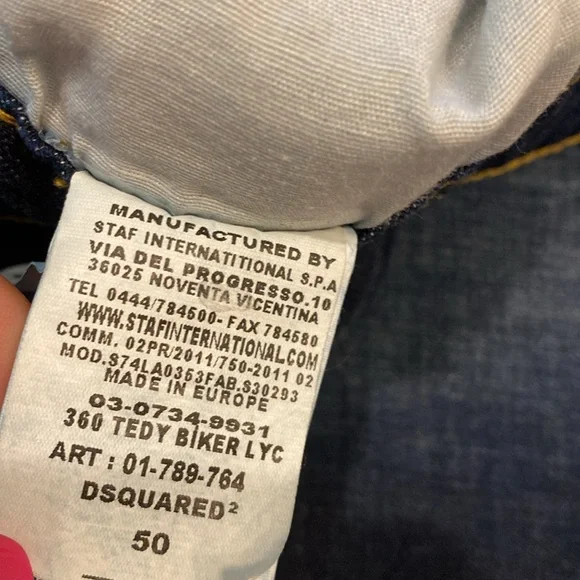 MANUFACTURED BY
STAF INTERNATITIONAL S.P.A
VIA DEL PROGRESSO.10
36025 NOVENTA VICENTINA
TEL 0444/784500- FAX 784580
WWW.STAFINTERNATIONAL.COM
COMM. 02PR/2011/750-2011 02
MOD.S74LA0353FAB.S30293
MADE IN EUROPE
03-0734-9931
360 TEDY BIKER LYC
ART : 01-789-764
DSQUARED²
50